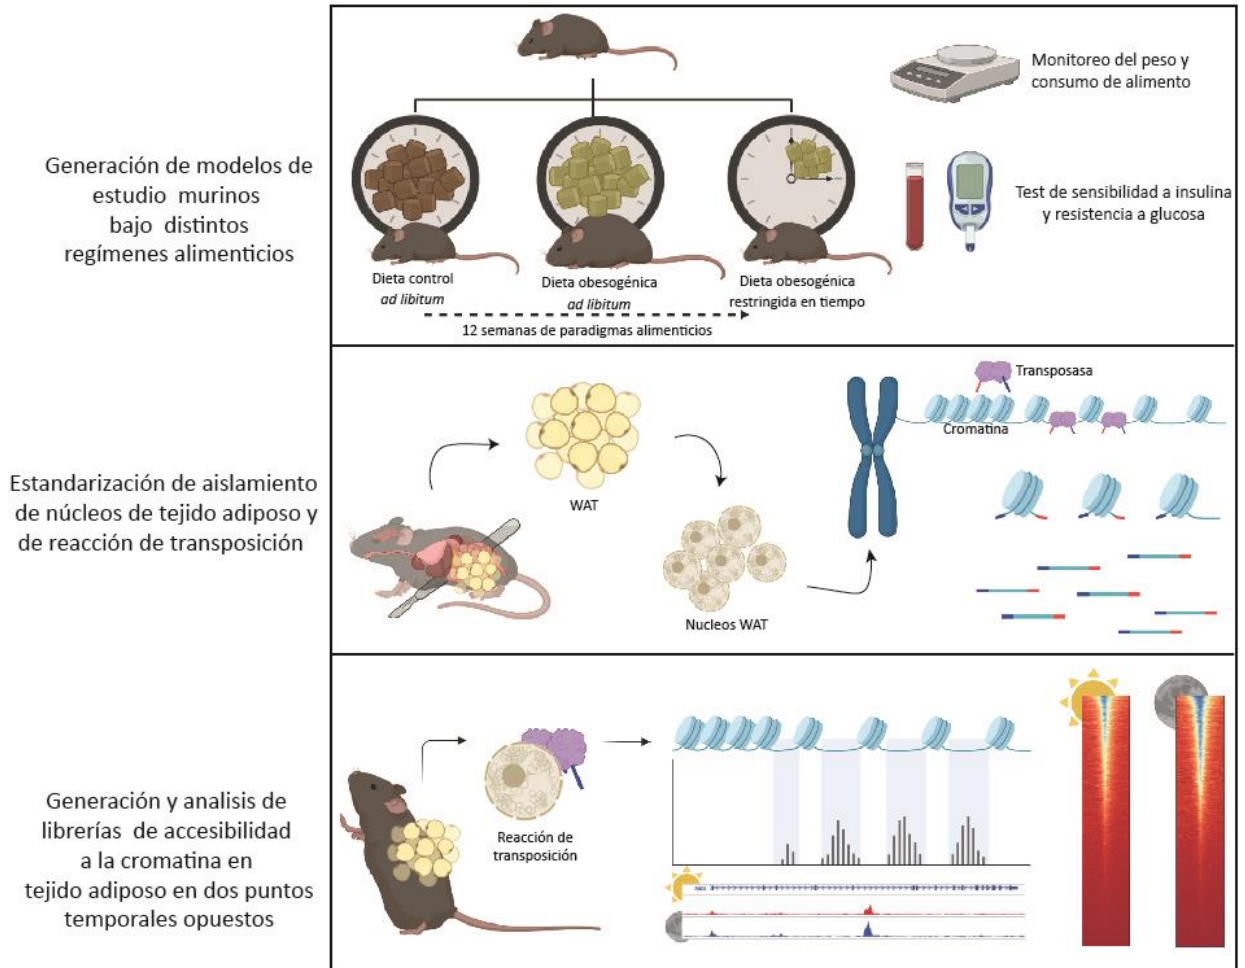 Generación de modelos de
estudio murinos
bajo distintos
regímenes alimenticios
Dieta control
ad libitum
Dieta obesogénica
ad libitum
Dieta obesogénica
restringida en tiempo
12 semanas de paradigmas alimenticios
Monitoreo del peso y
consumo de alimento
Test de sensibilidad a insulina
y resistencia a glucosa
Estandarización de aislamiento
de núcleos de tejido adiposo y
de reacción de transposición
WAT
Nucleos WAT
Transposasa
Cromatina
Generación y analisis de
librerías de accesibilidad
a la cromatina en
tejido adiposo en dos puntos
temporales opuestos
Reacción de
transposición